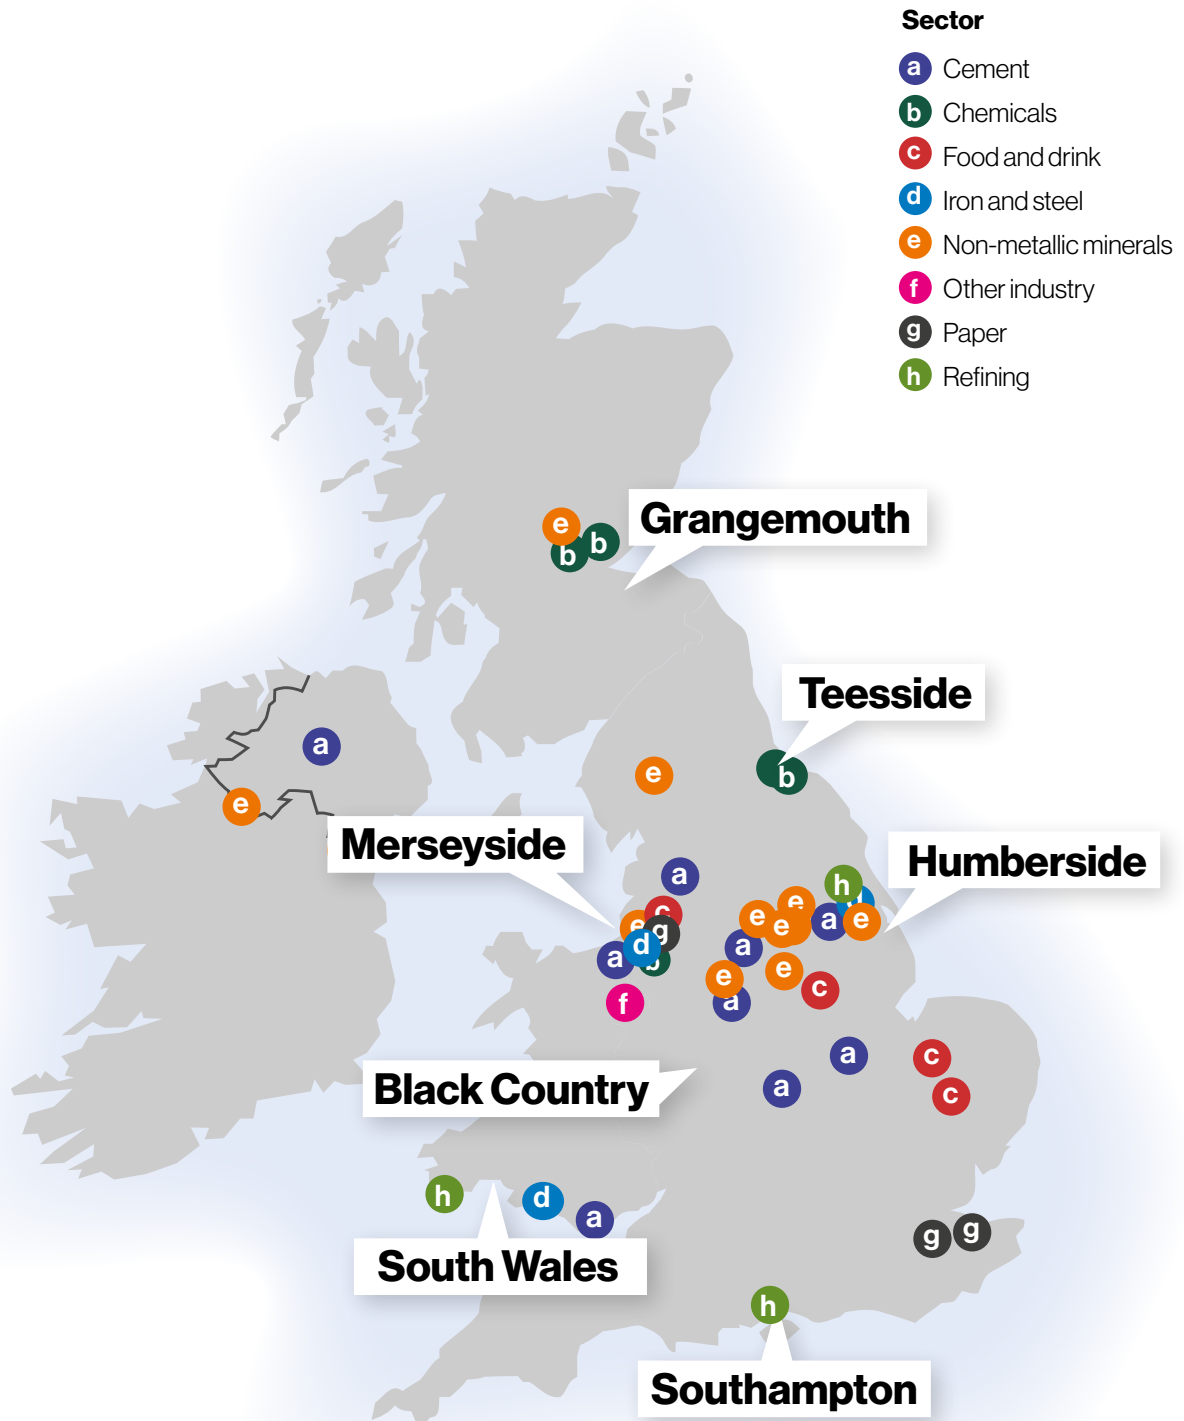 Sector
a Cement
b Chemicals
c Food and drink
d Iron and steel
e Non-metallic minerals
f Other industry
g Paper
h Refining
Grangemouth
e
b
b
Teesside
b
a
e
e
Merseyside
Humberside
a
h
d
c
e
e
e
a
e
e
g
d
a
b
a
e
e
c
f
a
a
c
Black Country
a
c
h
d
a
g
g
South Wales
h
Southampton